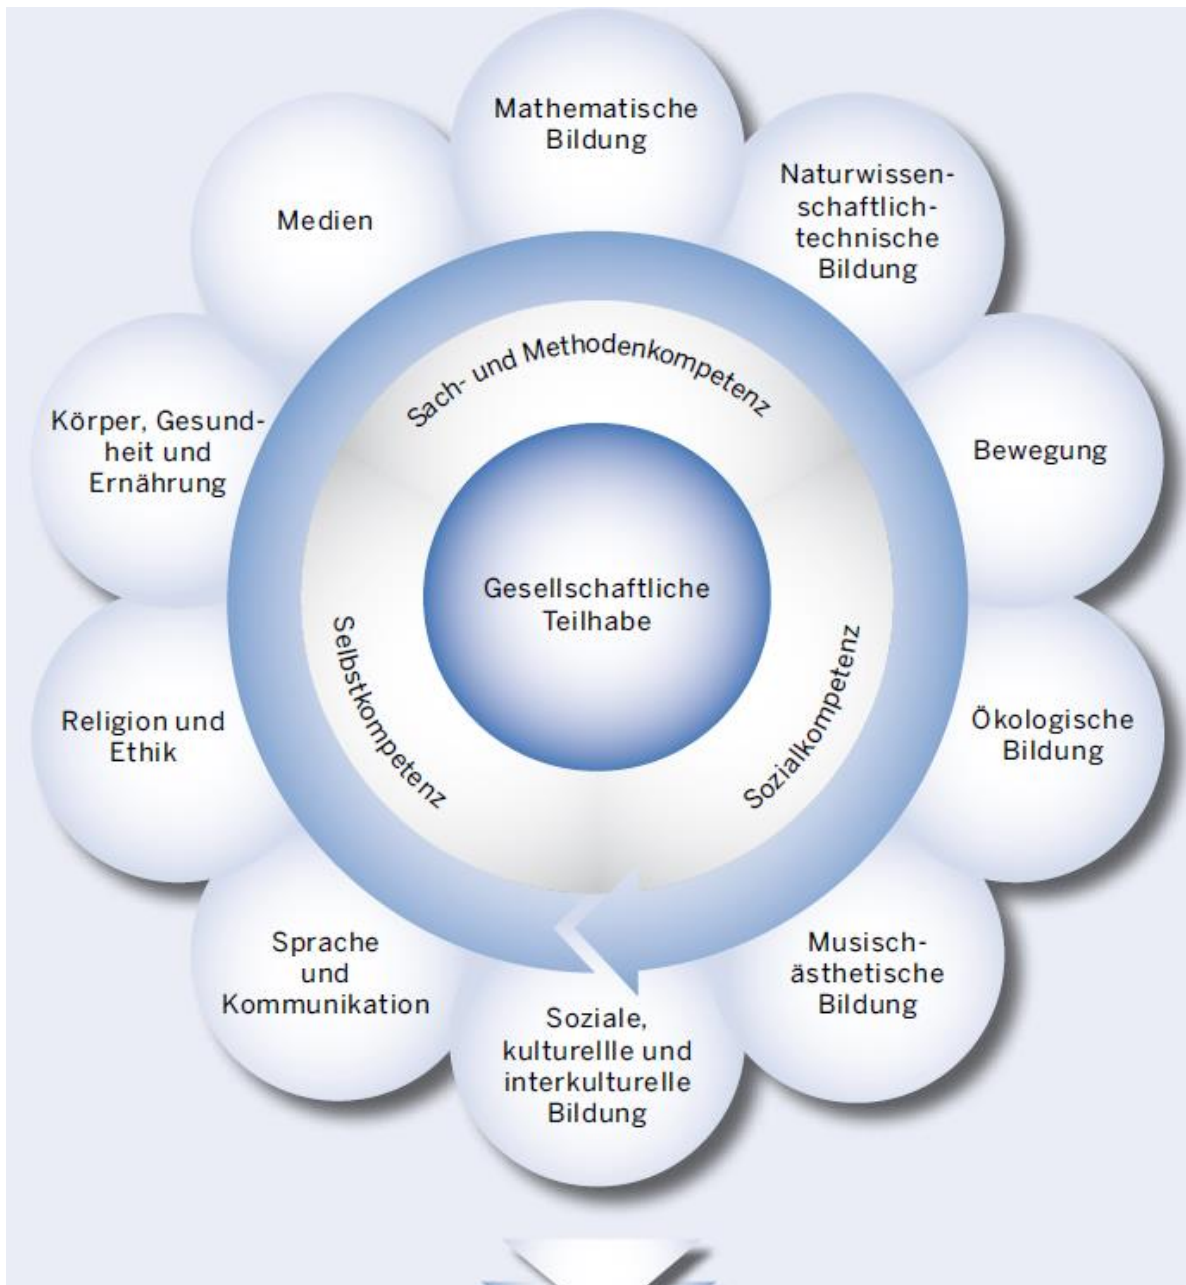 Mathematische
Bildung
Naturwissen-
schaftlich-
technische
Bildung
Medien
Sach- und Methodenkompetenz
Körper, Gesund-
heit und
Ernährung
Bewegung
Gesellschaftliche
Teilhabe
Selbstkompetenz
Sozialkompetenz
Religion und
Ethik
Ökologische
Bildung
Sprache
und
Kommunikation
Musisch-
ästhetische
Bildung
Soziale,
kulturellle und
interkulturelle
Bildung